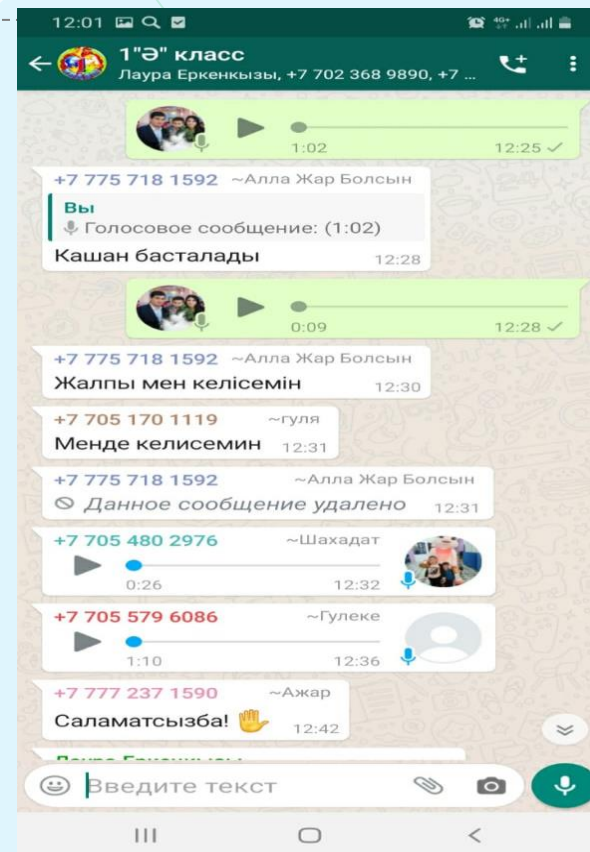 12:01
1"Ә" класс
Лаура Еркенкызы, +7 702 368 9890, +7 ...
1:02 12:25
+7 775 718 1592 ~Алла Жар Болсын
Вы
Голосовое сообщение: (1:02)
Кашан басталады 12:28
0:09 12:28
+7 775 718 1592 ~Алла Жар Болсын
Жалпы мен келісемін 12:30
+7 705 170 1119 ~гуля
Менде келисемин 12:31
+7 775 718 1592 ~Алла Жар Болсын
Данное сообщение удалено 12:31
+7 705 480 2976 ~Шахадат
0:26 12:32
+7 705 579 6086 ~Гулеке
1:10 12:36
+7 777 237 1590 ~Ажар
Саламатсызба! 12:42
Введите текст